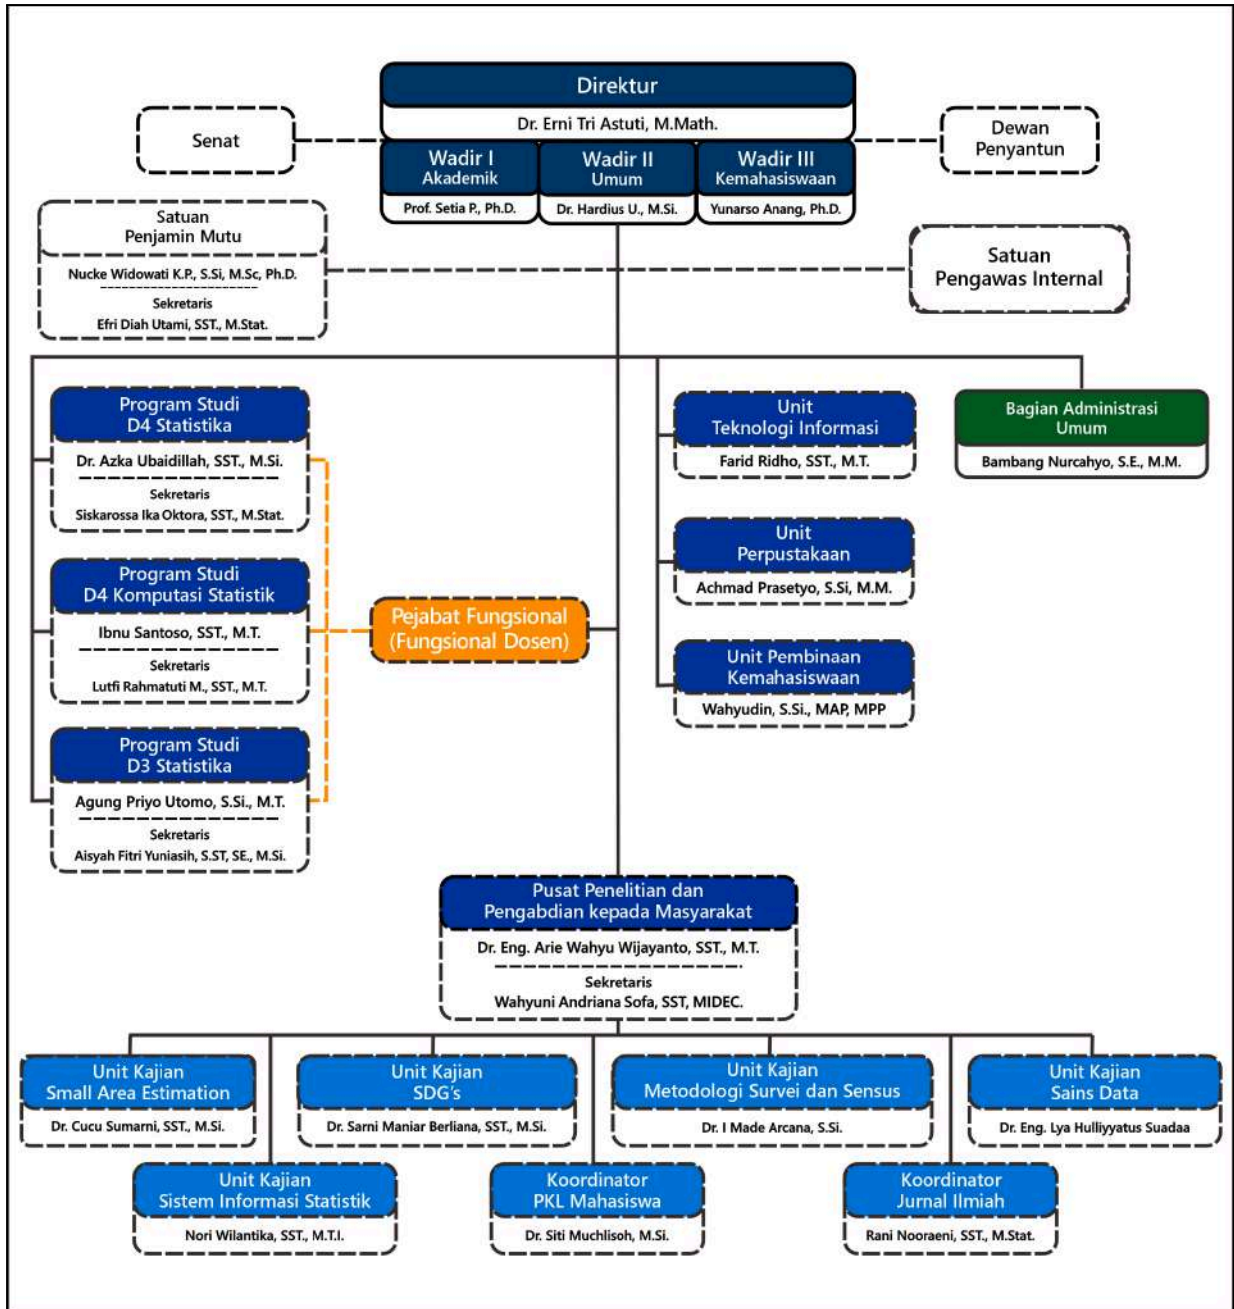 Direktur
Dr. Erni Tri Astuti, M.Math.
Senat
Dewan
Penyantun
Wadir I
Akademik
Prof. Setia P., Ph.D.
Wadir II
Umum
Dr. Hardius U., M.Si.
Wadir III
Kemahasiswaan
Yunarso Anang, Ph.D.
Satuan
Penjamin Mutu
Nucke Widowati K.P., S.Si, M.Sc, Ph.D.
Sekretaris
Efri Diah Utami, SST., M.Stat.
Satuan
Pengawas Internal
Program Studi
D4 Statistika
Dr. Azka Ubaidillah, SST., M.Si.
Sekretaris
Siskarossa Ika Oktora, SST., M.Stat.
Program Studi
D4 Komputasi Statistik
Ibnu Santoso, SST., M.T.
Sekretaris
Lutfi Rahmatuti M., SST., M.T.
Program Studi
D3 Statistika
Agung Priyo Utomo, S.Si., M.T.
Sekretaris
Aisyah Fitri Yuniasih, S.ST, SE., M.Si.
Pejabat Fungsional
(Fungsional Dosen)
Unit
Teknologi Informasi
Farid Ridho, SST., M.T.
Unit
Perpustakaan
Achmad Prasetyo, S.Si, M.M.
Unit Pembinaan
Kemahasiswaan
Wahyudin, S.Si., MAP, MPP
Bagian Administrasi
Umum
Bambang Nurcahyo, S.E., M.M.
Pusat Penelitian dan
Pengabdian kepada Masyarakat
Dr. Eng. Arie Wahyu Wijayanto, SST., M.T.
Sekretaris
Wahyuni Andriana Sofa, SST, MIDEC.
Unit Kajian
Small Area Estimation
Dr. Cucu Sumarni, SST., M.Si.
Unit Kajian
SDG's
Dr. Sarni Maniar Berliana, SST., M.Si.
Unit Kajian
Metodologi Survei dan Sensus
Dr. I Made Arcana, S.Si.
Unit Kajian
Sains Data
Dr. Eng. Lya Hulliyyatus Suadaa
Unit Kajian
Sistem Informasi Statistik
Nori Wilantika, SST., M.T.I.
Koordinator
PKL Mahasiswa
Dr. Siti Muchlisoh, M.Si.
Koordinator
Jurnal Ilmiah
Rani Nooraeni, SST., M.Stat.